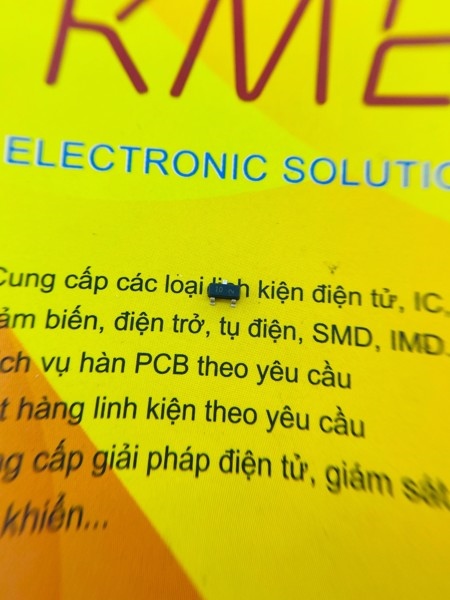 KME
ELECTRONIC SOLUTIO
Cung cấp các loại linh kiện điện tử, IC,
ảm biến, điện trở, tụ điện, SMD, IMD.
ch vụ hàn PCB theo yêu cầu
t hàng linh kiện theo yêu cầu
ng cấp giải pháp điện tử, giám sát
khiển...